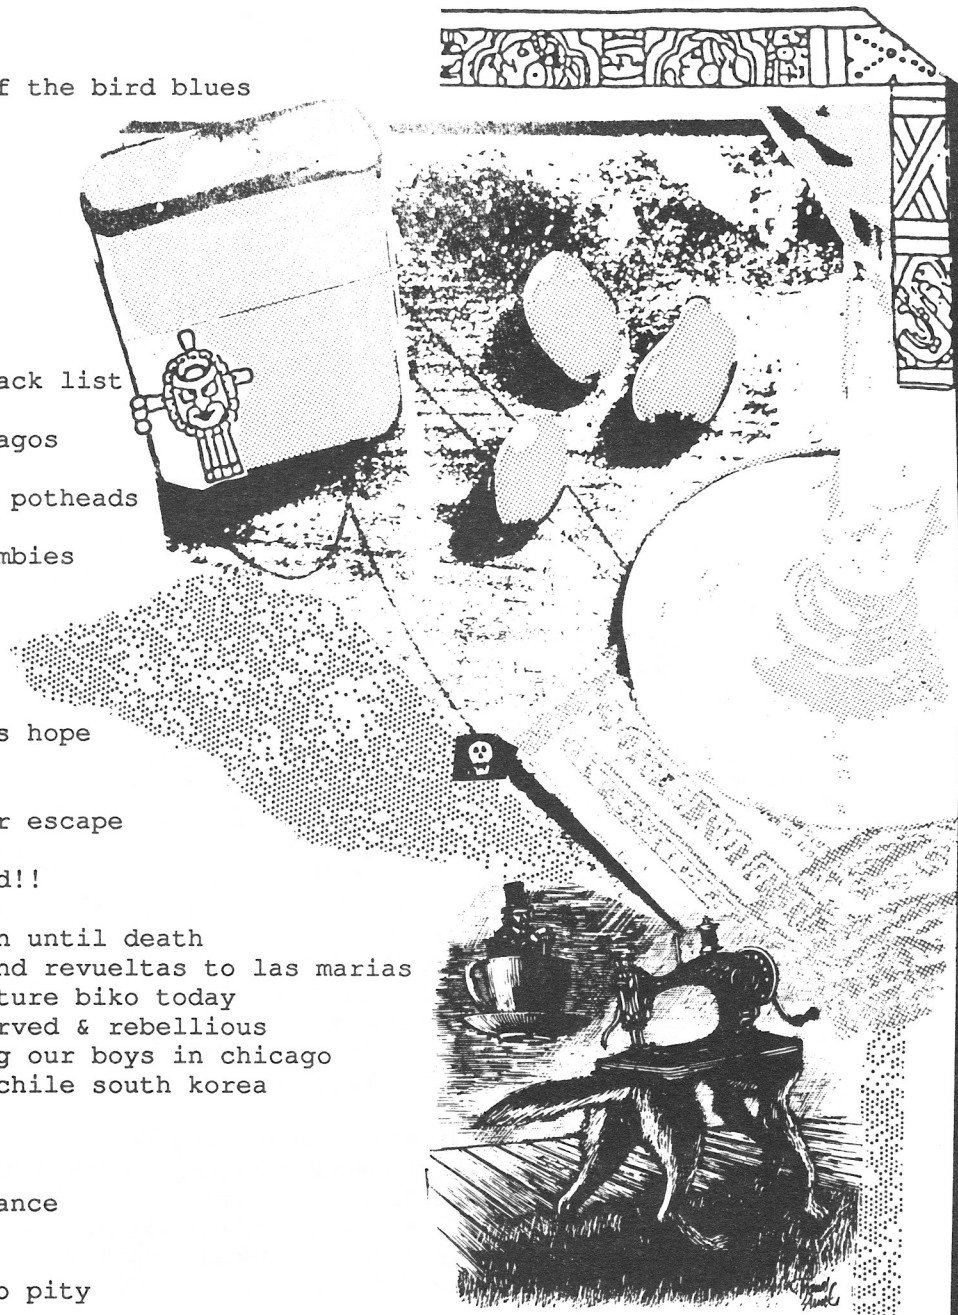 f the bird blues
ack list
agos
potheads
mbies
s hope
r escape
d!!
n until death
nd revueltas to las marias
ture biko today
rved & rebellious
g our boys in chicago
chile south korea
ance
o pity